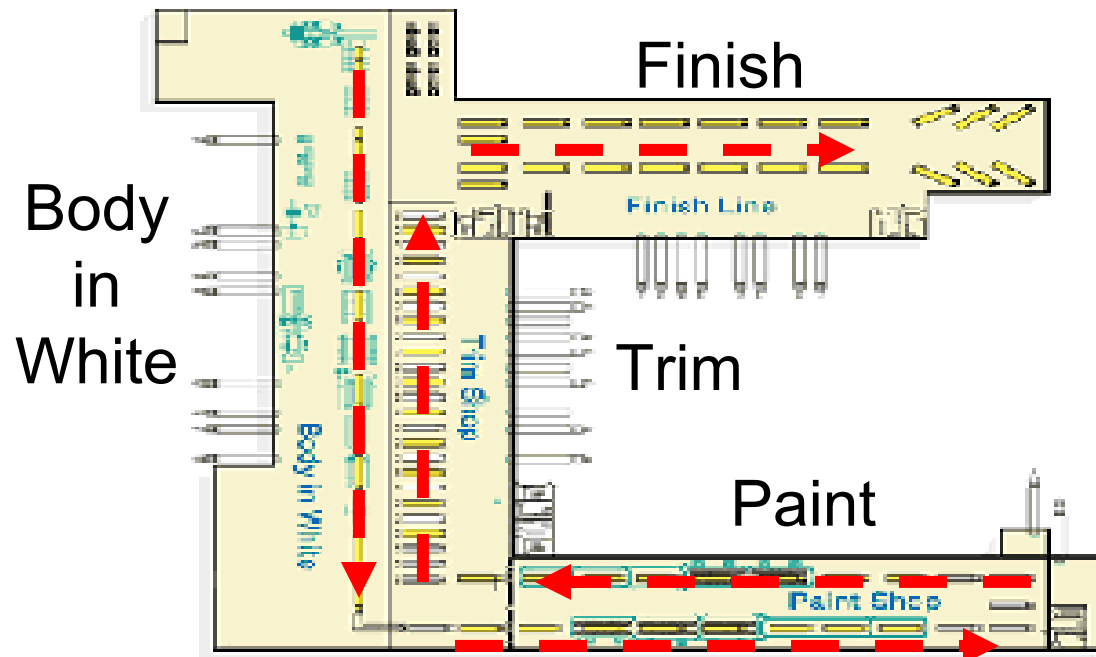 Finish
Body
in
White
Finish Line
Trim Shop
Trim
Body In White
Paint
Paint Shop